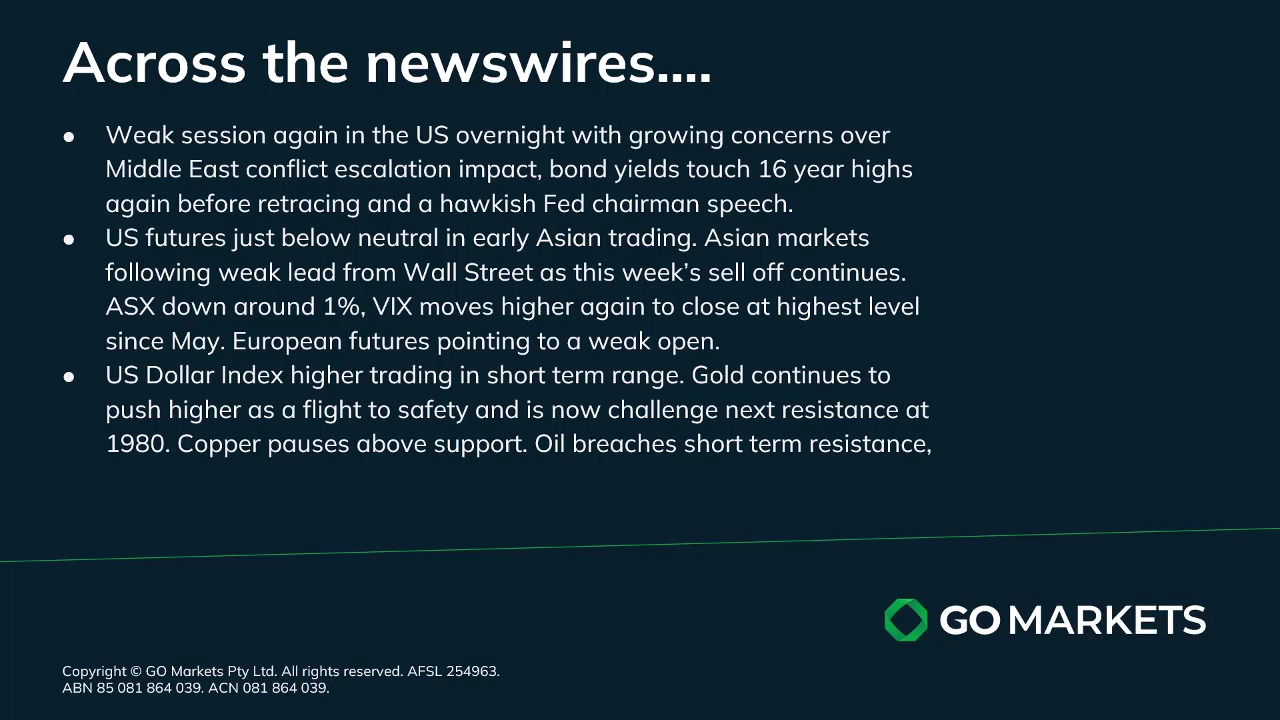 Across the newswires....
● Weak session again in the US overnight with growing concerns over
Middle East conflict escalation impact, bond yields touch 16 year highs
again before retracing and a hawkish Fed chairman speech.
● US futures just below neutral in early Asian trading. Asian markets
following weak lead from Wall Street as this week’s sell off continues.
ASX down around 1%, VIX moves higher again to close at highest level
since May. European futures pointing to a weak open.
● US Dollar Index higher trading in short term range. Gold continues to
push higher as a flight to safety and is now challenge next resistance at
1980. Copper pauses above support. Oil breaches short term resistance,
GO MARKETS
Copyright © GO Markets Pty Ltd. All rights reserved. AFSL 254963.
ABN 85 081 864 039. ACN 081 864 039.